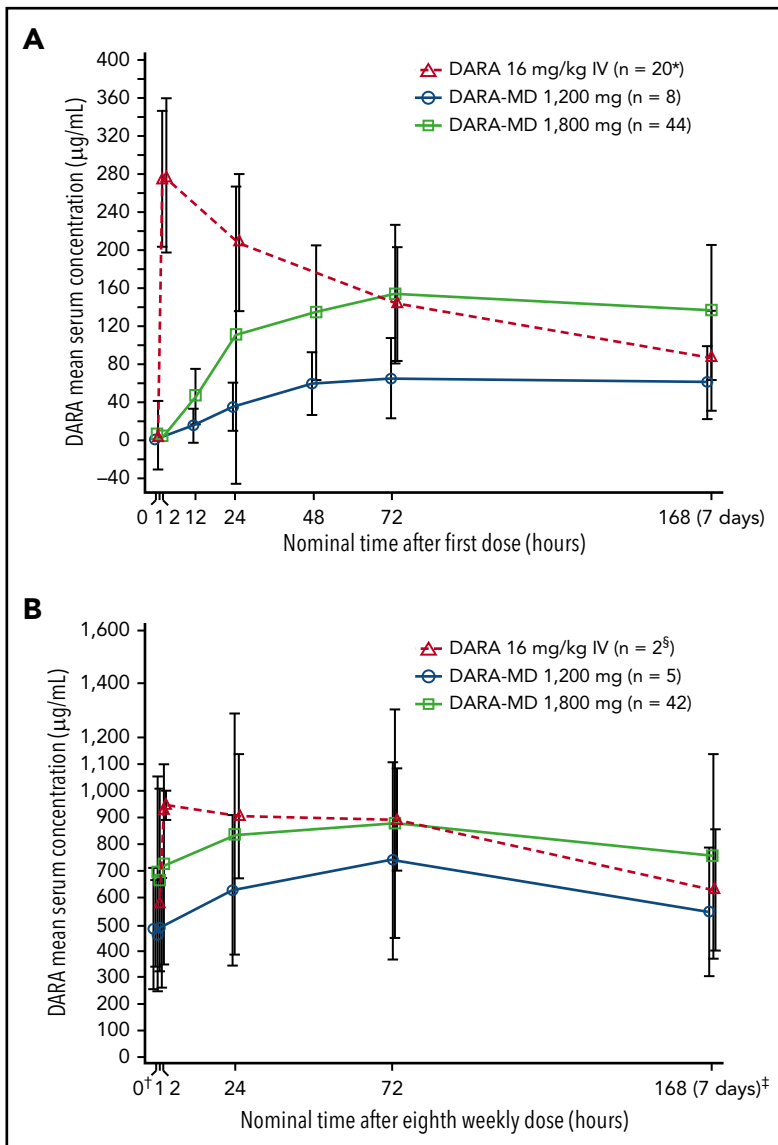 A
DARA mean serum concentration (µg/mL)
400
360
320
280
240
200
160
120
80
40
0
–40
DARA 16 mg/kg IV (n = 20*)
DARA-MD 1,200 mg (n = 8)
DARA-MD 1,800 mg (n = 44)
0 1 2 12 24 48 72 168 (7 days)
Nominal time after first dose (hours)
B
DARA mean serum concentration (µg/mL)
1,600
1,400
1,200
1,100
1,000
900
800
700
600
500
400
300
200
100
0
DARA 16 mg/kg IV (n = 2§)
DARA-MD 1,200 mg (n = 5)
DARA-MD 1,800 mg (n = 42)
0† 1 2 24 72 168 (7 days)‡
Nominal time after eighth weekly dose (hours)